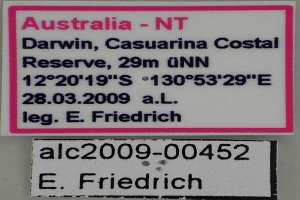 Australia - NT
Darwin, Casuarina Costal
Reserve, 29m üNN
12°20'19"S 130°53'29"E
28.03.2009 a.L.
leg. E. Friedrich
alc2009-00452
E. Friedrich